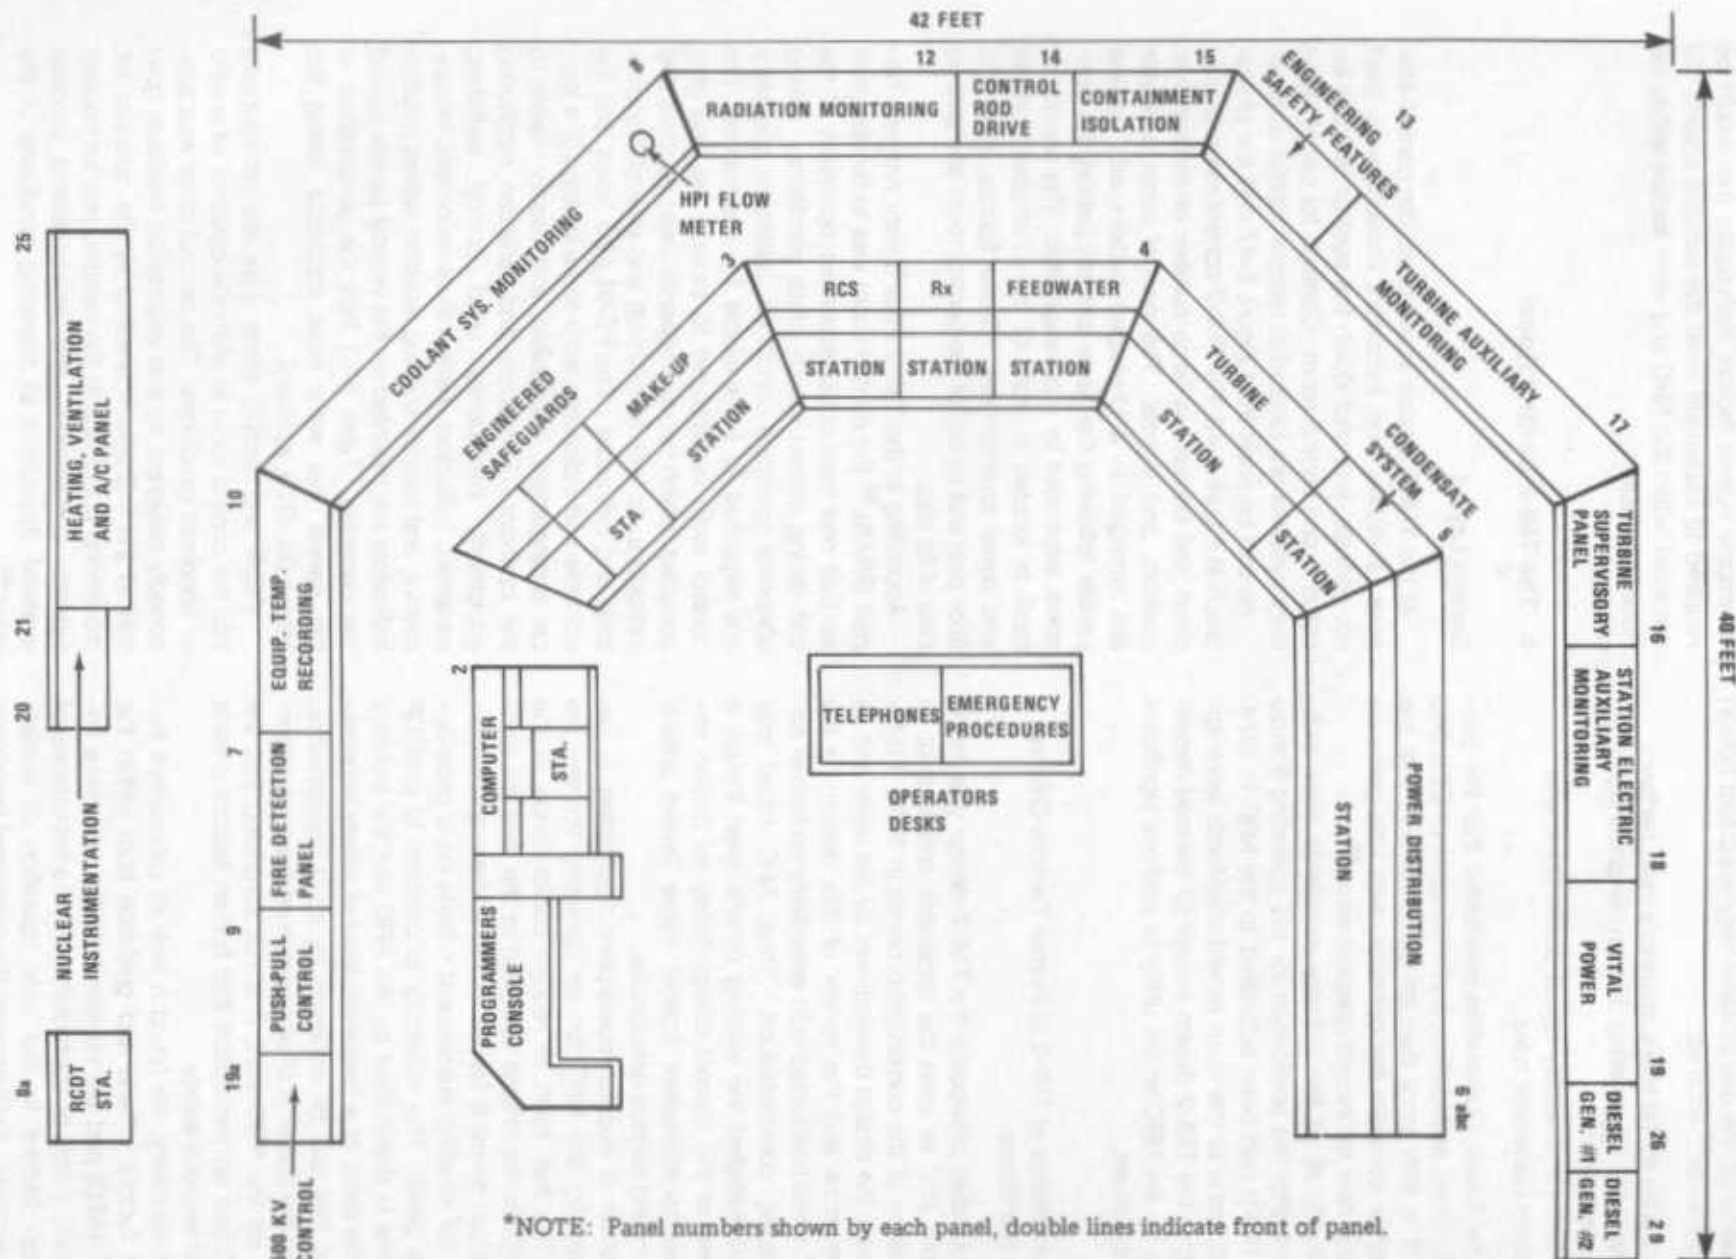 42 FEET
12
14
15
RADIATION MONITORING
CONTROL
ROD
DRIVE
CONTAINMENT
ISOLATION
ENGINEERING
SAFETY FEATURES
13
HPI FLOW
METER
COOLANT SYS. MONITORING
TURBINE AUXILIARY
MONITORING
17
3
4
RCS
Rx
FEEDWATER
STATION
STATION
STATION
ENGINEERED
SAFEGUARDS
MAKE-UP
STATION
STA
TURBINE
STATION
CONDENSATE
SYSTEM
STATION
5
POWER DISTRIBUTION
STATION
6 abc
25
HEATING, VENTILATION
AND A/C PANEL
21
20
NUCLEAR
INSTRUMENTATION
8a
RCDT
STA.
10
EQUIP. TEMP.
RECORDING
7
FIRE DETECTION
PANEL
9
PUSH-PULL
CONTROL
19a
500 KV
CONTROL
2
COMPUTER
STA.
PROGRAMMERS
CONSOLE
TELEPHONES
EMERGENCY
PROCEDURES
OPERATORS
DESKS
TURBINE
SUPERVISORY
PANEL
16
STATION ELECTRIC
AUXILIARY
MONITORING
18
VITAL
POWER
19
DIESEL
GEN. #1
26
DIESEL
GEN. #2
29
40 FEET
*NOTE: Panel numbers shown by each panel, double lines indicate front of panel.